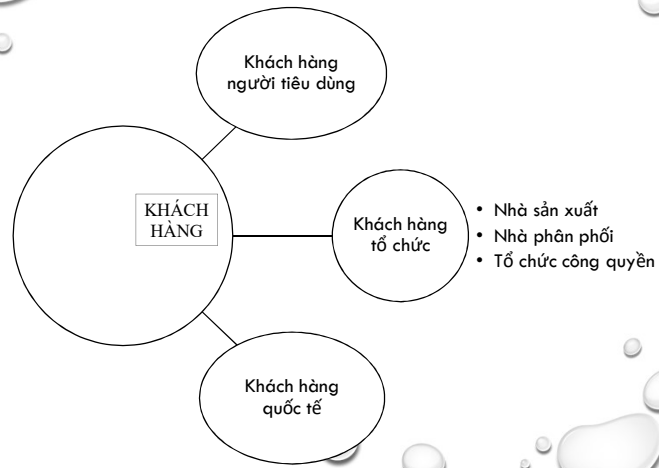 Khách hàng
người tiêu dùng
KHÁCH
HÀNG
Khách hàng
tổ chức
• Nhà sản xuất
• Nhà phân phối
• Tổ chức công quyền
Khách hàng
quốc tế